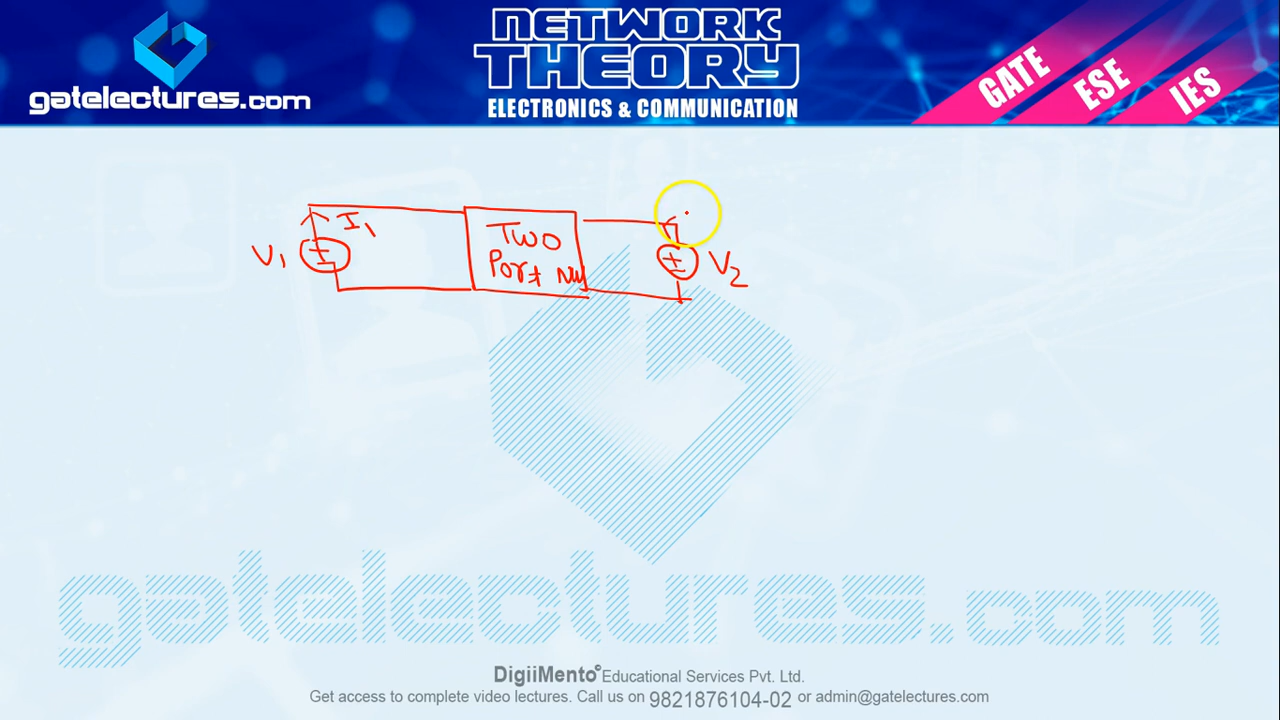 gatelectures.com
NETWORK
THEORY
ELECTRONICS & COMMUNICATION
GATE
ESE
IES
I1
V1
TWO
Port NW
V2
gatelectures.com
DigiiMento© Educational Services Pvt. Ltd.
Get access to complete video lectures. Call us on 9821876104-02 or admin@gatelectures.com